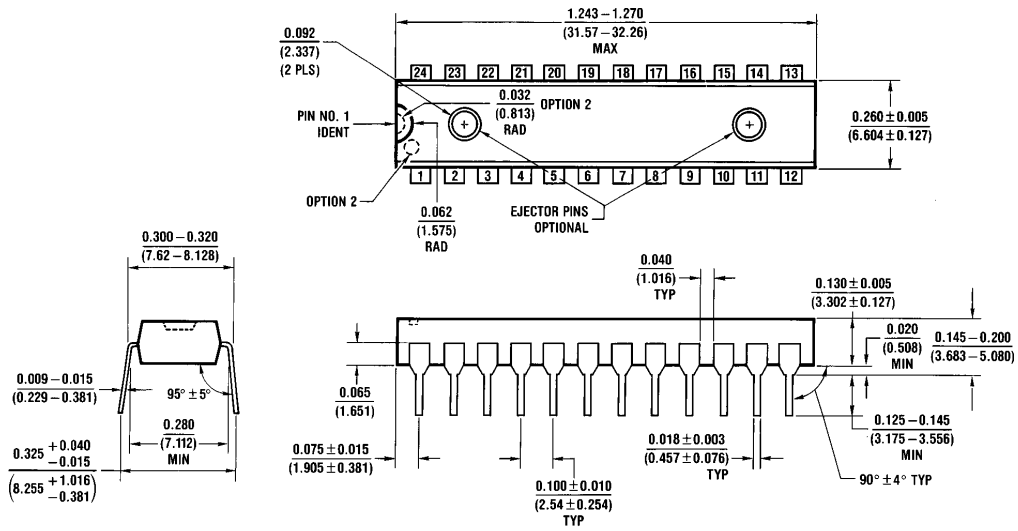 1.243 – 1.270
(31.57 – 32.26)
MAX
0.092
(2.337)
(2 PLS)
24 23 22 21 20 19 18 17 16 15 14 13
0.032
(0.813)
RAD
OPTION 2
PIN NO. 1
IDENT
0.260 ± 0.005
(6.604 ± 0.127)
1 2 3 4 5 6 7 8 9 10 11 12
OPTION 2
0.062
(1.575)
RAD
EJECTOR PINS
OPTIONAL
0.300 – 0.320
(7.62 – 8.128)
0.040
(1.016)
TYP
0.130 ± 0.005
(3.302 ± 0.127)
0.020
(0.508)
MIN
0.145 – 0.200
(3.683 – 5.080)
0.009 – 0.015
(0.229 – 0.381)
95° ± 5°
0.065
(1.651)
0.280
(7.112)
MIN
0.125 – 0.145
(3.175 – 3.556)
MIN
0.325 +0.040
–0.015
(8.255 +1.016
–0.381)
0.075 ± 0.015
(1.905 ± 0.381)
0.018 ± 0.003
(0.457 ± 0.076)
TYP
0.100 ± 0.010
(2.54 ± 0.254)
TYP
90° ± 4° TYP